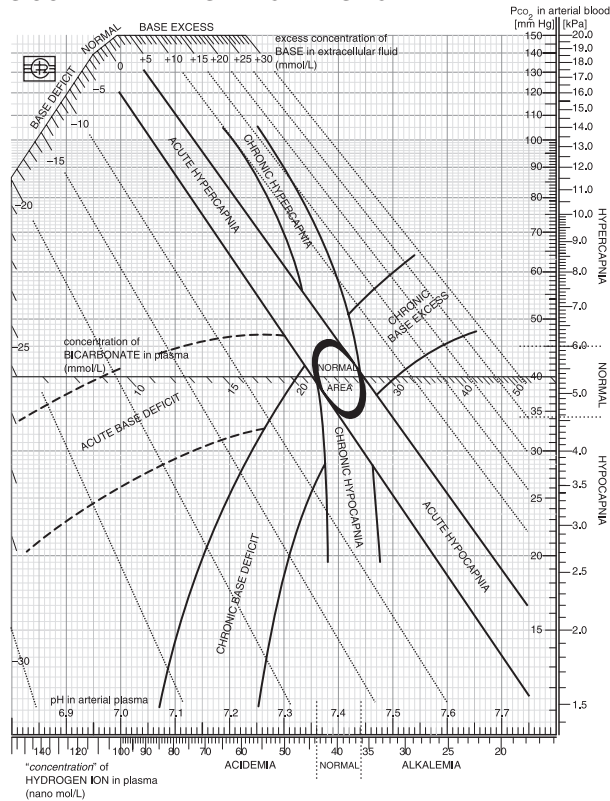 Pco2 in arterial blood
[mm Hg] [kPa]
BASE EXCESS
NORMAL
BASE DEFICIT
excess concentration of
BASE in extracellular fluid
(mmol/L)
0 +5 +10 +15 +20 +25 +30
−5
−10
−15
−20
−25
−30
150 140 130 120 110 100 90 80 70 60 50 40 35 30 25 20 15
20.0 19.0 18.0 17.0 16.0 15.0 14.0 13.0 12.0 11.0 10.0 9.0 8.0 7.0 6.0 5.0 4.0 3.5 3.0 2.5 2.0 1.5
HYPERCAPNIA
NORMAL
HYPOCAPNIA
ACUTE HYPERCAPNIA
CHRONIC HYPERCAPNIA
CHRONIC
BASE EXCESS
concentration of
BICARBONATE in plasma
(mmol/L)
10 15 20 30 40 50
NORMAL
AREA
ACUTE BASE DEFICIT
CHRONIC HYPOCAPNIA
ACUTE HYPOCAPNIA
CHRONIC BASE DEFICIT
pH in arterial plasma
6.9 7.0 7.1 7.2 7.3 7.4 7.5 7.6 7.7
140 120 100 90 80 70 60 50 45 40 35 30 25 20
"concentration" of
HYDROGEN ION in plasma
(nano mol/L)
ACIDEMIA NORMAL ALKALEMIA